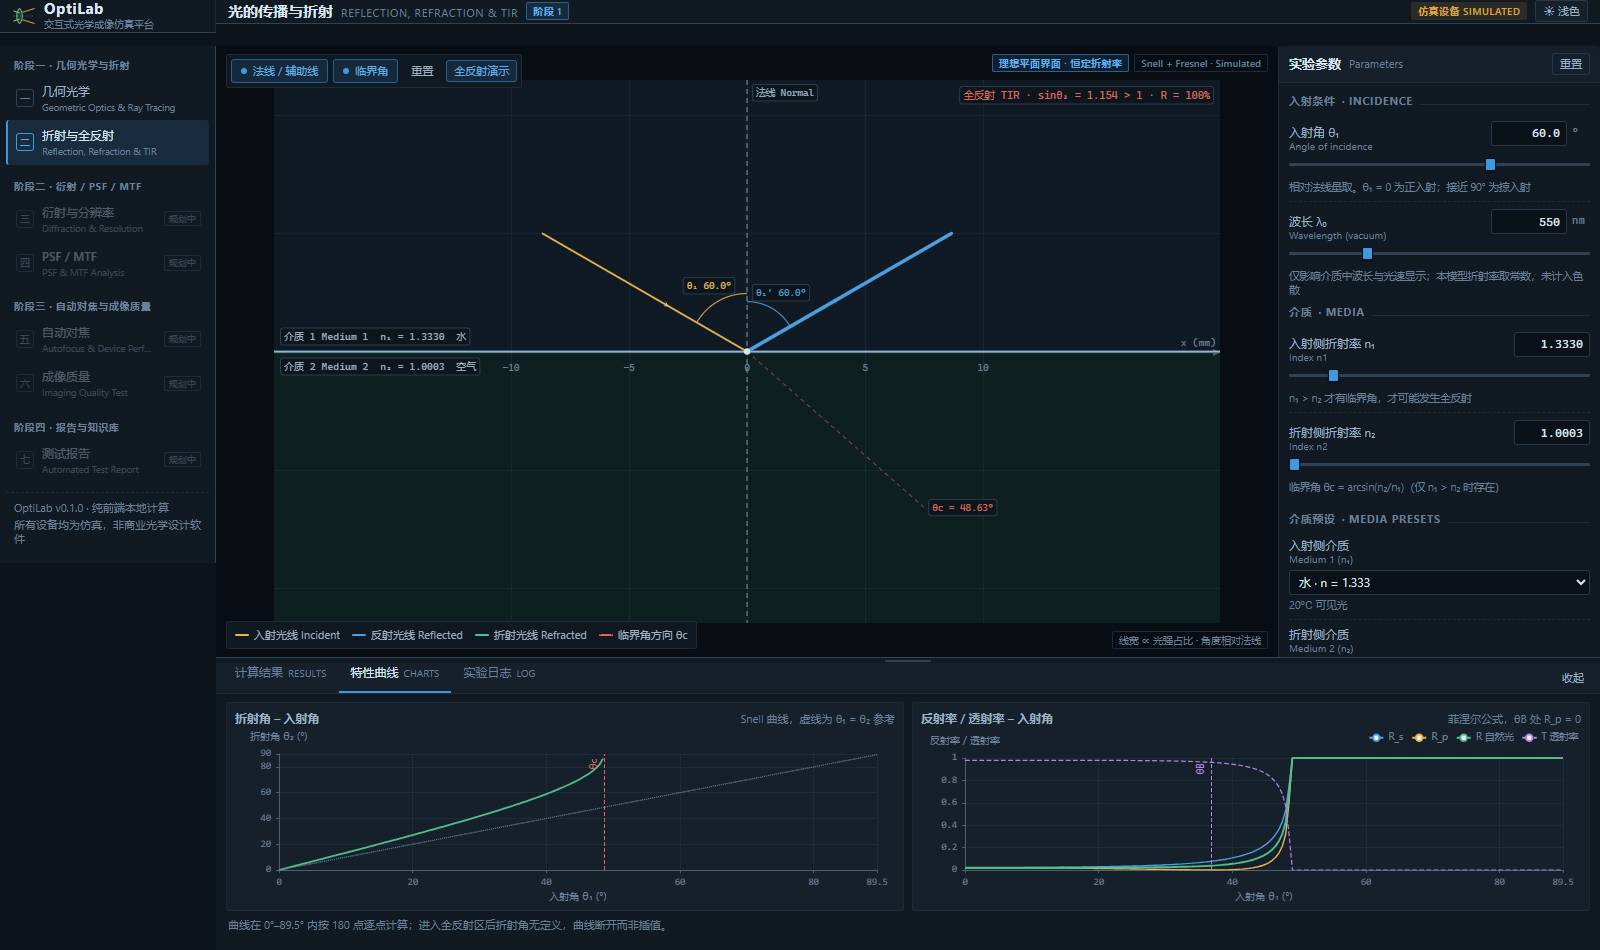 OptiLab
交互式光学成像仿真平台
光的传播与折射 REFLECTION, REFRACTION & TIR 阶段 1
仿真设备 SIMULATED
☀ 浅色
阶段一 · 几何光学与折射
一 几何光学
Geometric Optics & Ray Tracing
二 折射与全反射
Reflection, Refraction & TIR
阶段二 · 衍射 / PSF / MTF
三 衍射与分辨率 规划中
Diffraction & Resolution
四 PSF / MTF 规划中
PSF & MTF Analysis
阶段三 · 自动对焦与成像质量
五 自动对焦 规划中
Autofocus & Device Perf...
六 成像质量 规划中
Imaging Quality Test
阶段四 · 报告与知识库
七 测试报告 规划中
Automated Test Report
OptiLab v0.1.0 · 纯前端本地计算
所有设备均为仿真，非商业光学设计软
件
法线 / 辅助线 临界角 重置 全反射演示
理想平面界面 · 恒定折射率 Snell + Fresnel · Simulated
法线 Normal
全反射 TIR · sinθ₂ = 1.154 > 1 · R = 100%
θ₁ 60.0°
θ₁' 60.0°
介质 1 Medium 1 n₁ = 1.3330 水
x (mm)
介质 2 Medium 2 n₂ = 1.0003 空气
-10 -5 0 5 10
θc = 48.63°
入射光线 Incident 反射光线 Reflected 折射光线 Refracted 临界角方向 θc
线宽 ∝ 光强占比 · 角度相对法线
实验参数 Parameters 重置
入射条件 · INCIDENCE
入射角 θ₁ 60.0 °
Angle of incidence
相对法线量取。θ₁ = 0 为正入射；接近 90° 为掠入射
波长 λ₀ 550 nm
Wavelength (vacuum)
仅影响介质中波长与光速显示；本模型折射率取常数，未计入色
散
介质 · MEDIA
入射侧折射率 n₁ 1.3330
Index n1
n₁ > n₂ 才有临界角，才可能发生全反射
折射侧折射率 n₂ 1.0003
Index n2
临界角 θc = arcsin(n₂/n₁)（仅 n₁ > n₂ 时存在）
介质预设 · MEDIA PRESETS
入射侧介质
Medium 1 (n₁)
水 · n = 1.333
20°C 可见光
折射侧介质
Medium 2 (n₂)
计算结果 RESULTS 特性曲线 CHARTS 实验日志 LOG 收起
折射角 – 入射角 Snell 曲线，虚线为 θ₁ = θ₂ 参考
折射角 θ₂ (°)
90
80
60
40
20
0
θc
0 20 40 60 80 89.5
入射角 θ₁ (°)
反射率 / 透射率 – 入射角 菲涅尔公式，θB 处 R_p = 0
反射率 / 透射率
R_s R_p R 自然光 T 透射率
1
0.8
0.6
0.4
0.2
0
θB
0 20 40 60 80 89.5
入射角 θ₁ (°)
曲线在 0°–89.5° 内按 180 点逐点计算；进入全反射区后折射角无定义，曲线断开而非插值。